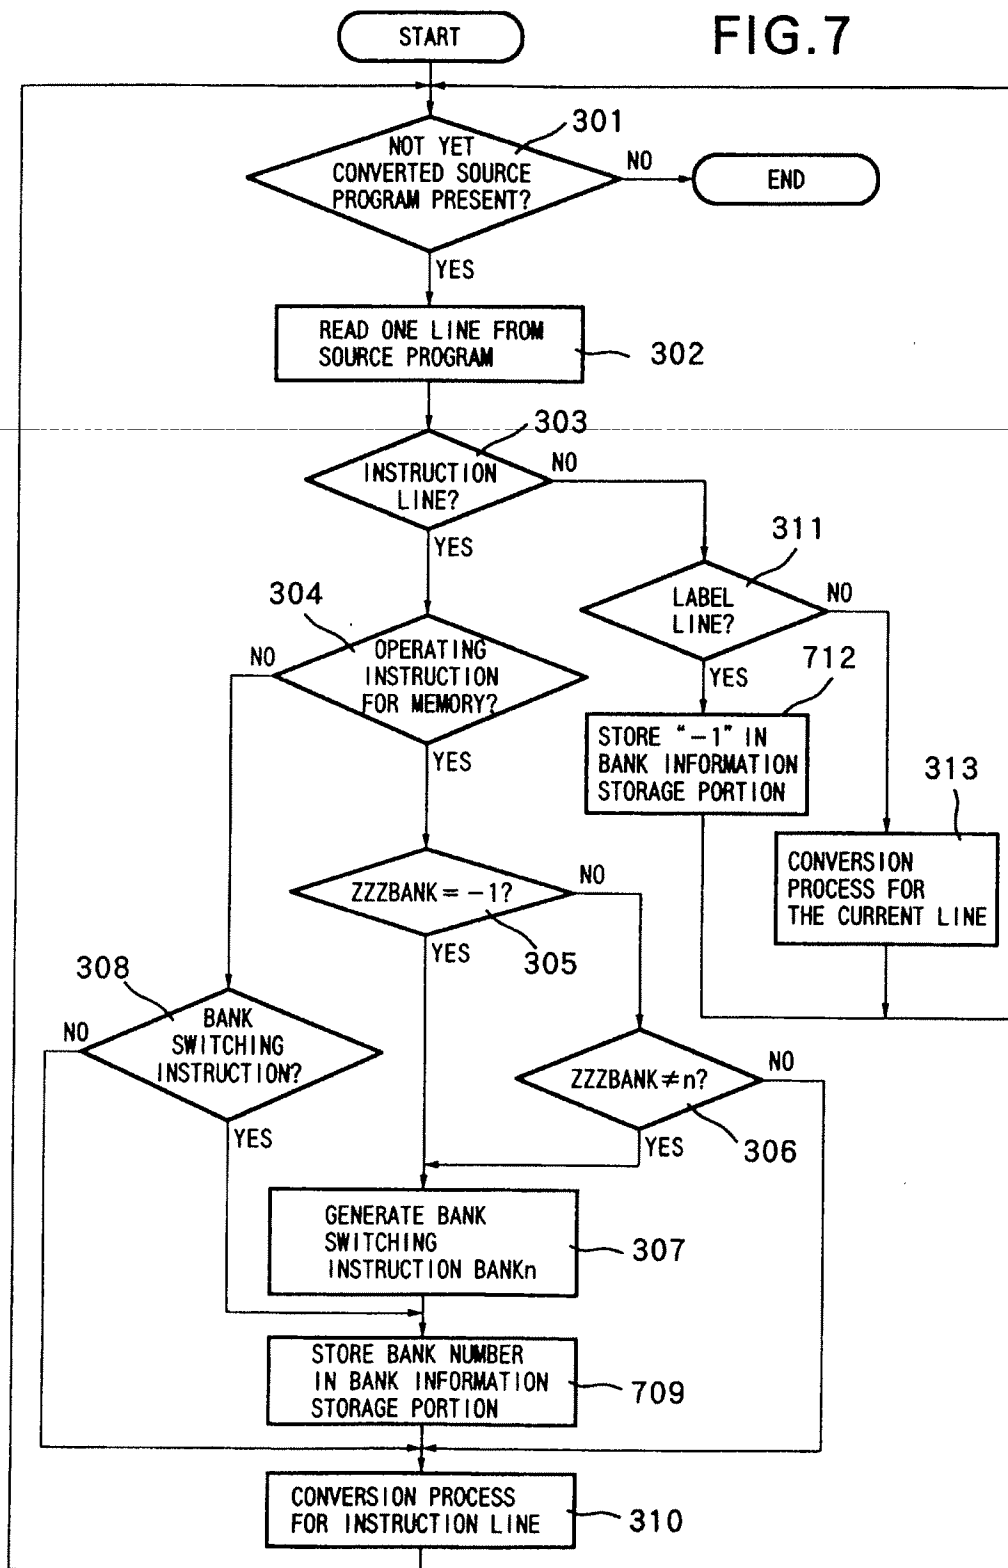 START
FIG.7
301
NOT YET
CONVERTED SOURCE
PROGRAM PRESENT?
NO
END
YES
READ ONE LINE FROM
SOURCE PROGRAM
302
303
INSTRUCTION
LINE?
NO
YES
311
LABEL
LINE?
NO
304
OPERATING
INSTRUCTION
FOR MEMORY?
NO
YES
712
STORE "-1" IN
BANK INFORMATION
STORAGE PORTION
YES
313
CONVERSION
PROCESS FOR
THE CURRENT LINE
ZZZBANK = -1?
NO
305
YES
308
BANK
SWITCHING
INSTRUCTION?
NO
YES
ZZZBANK≠n?
NO
306
YES
GENERATE BANK
SWITCHING
INSTRUCTION BANKn
307
STORE BANK NUMBER
IN BANK INFORMATION
STORAGE PORTION
709
CONVERSION PROCESS
FOR INSTRUCTION LINE
310